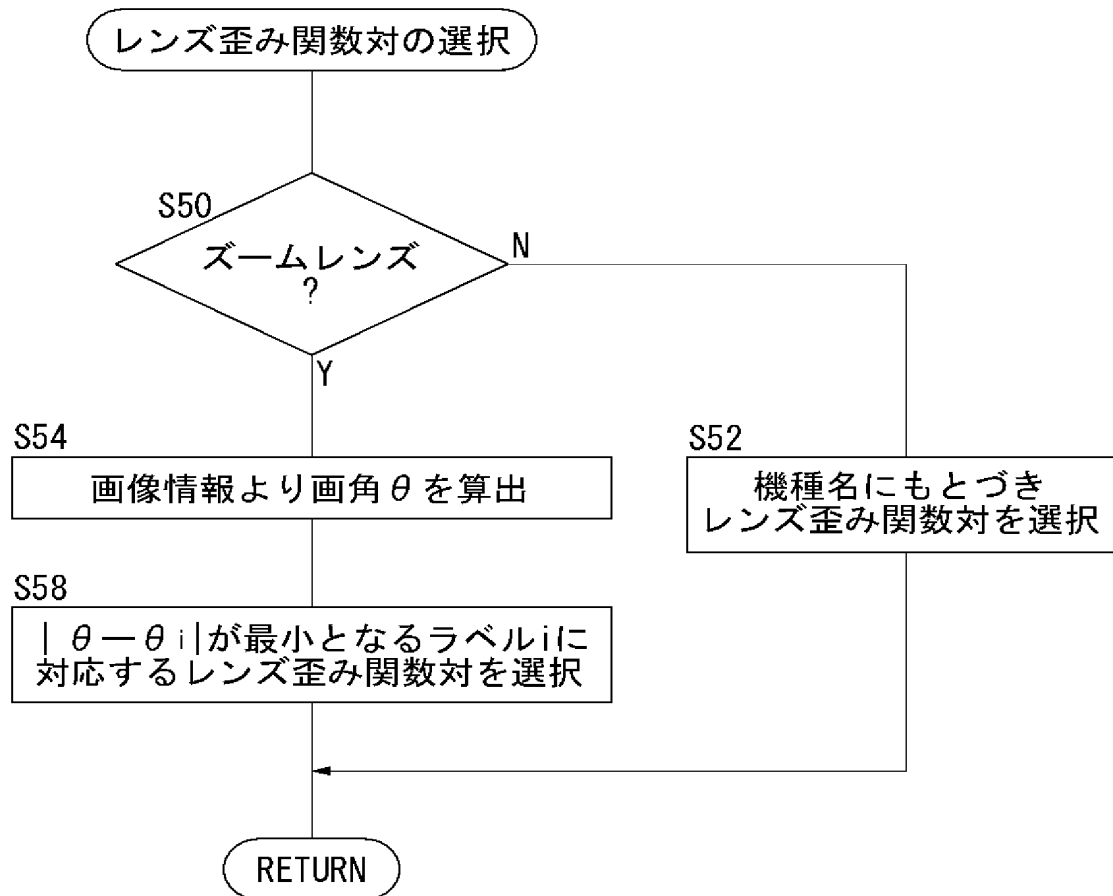 レンズ歪み関数対の選択
S50
ズームレンズ
?
N
Y
S54
画像情報より画角θを算出
S52
機種名にもとづき
レンズ歪み関数対を選択
S58
|θ-θi|が最小となるラベルiに
対応するレンズ歪み関数対を選択
RETURN